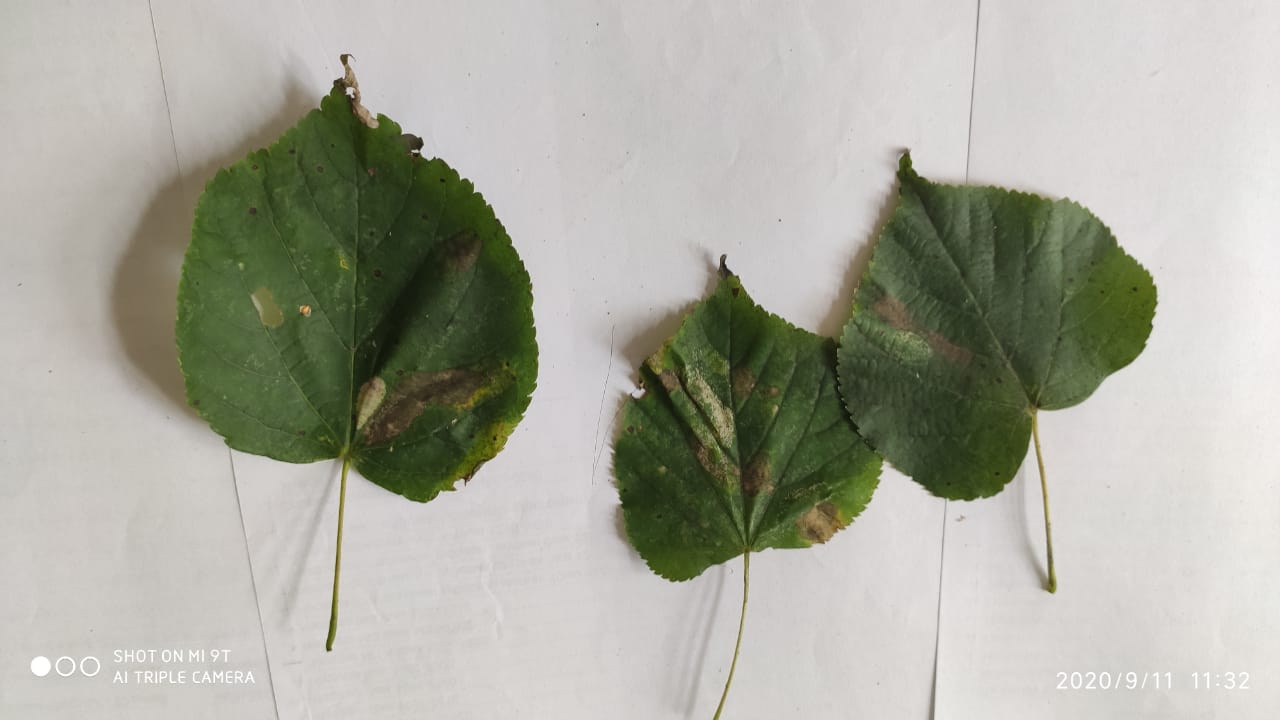 SHOT ON MI 9T
AI TRIPLE CAMERA
2020/9/11 11:32